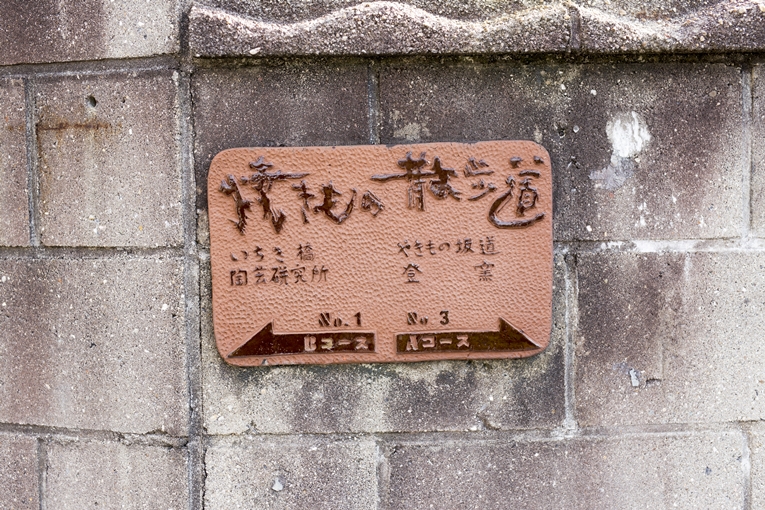 焼もの散歩道
いちき橋
陶芸研究所
やきもの坂道
登窯
No.1
Bコース
No.3
Aコース